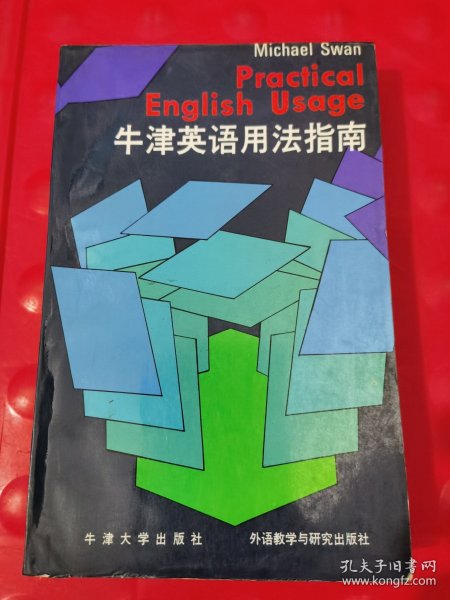 Michael Swan
Practical
English Usage
牛津英语用法指南
牛津大学出版社 外语教学与研究出版社
孔夫子旧书网
www.kongfz.com